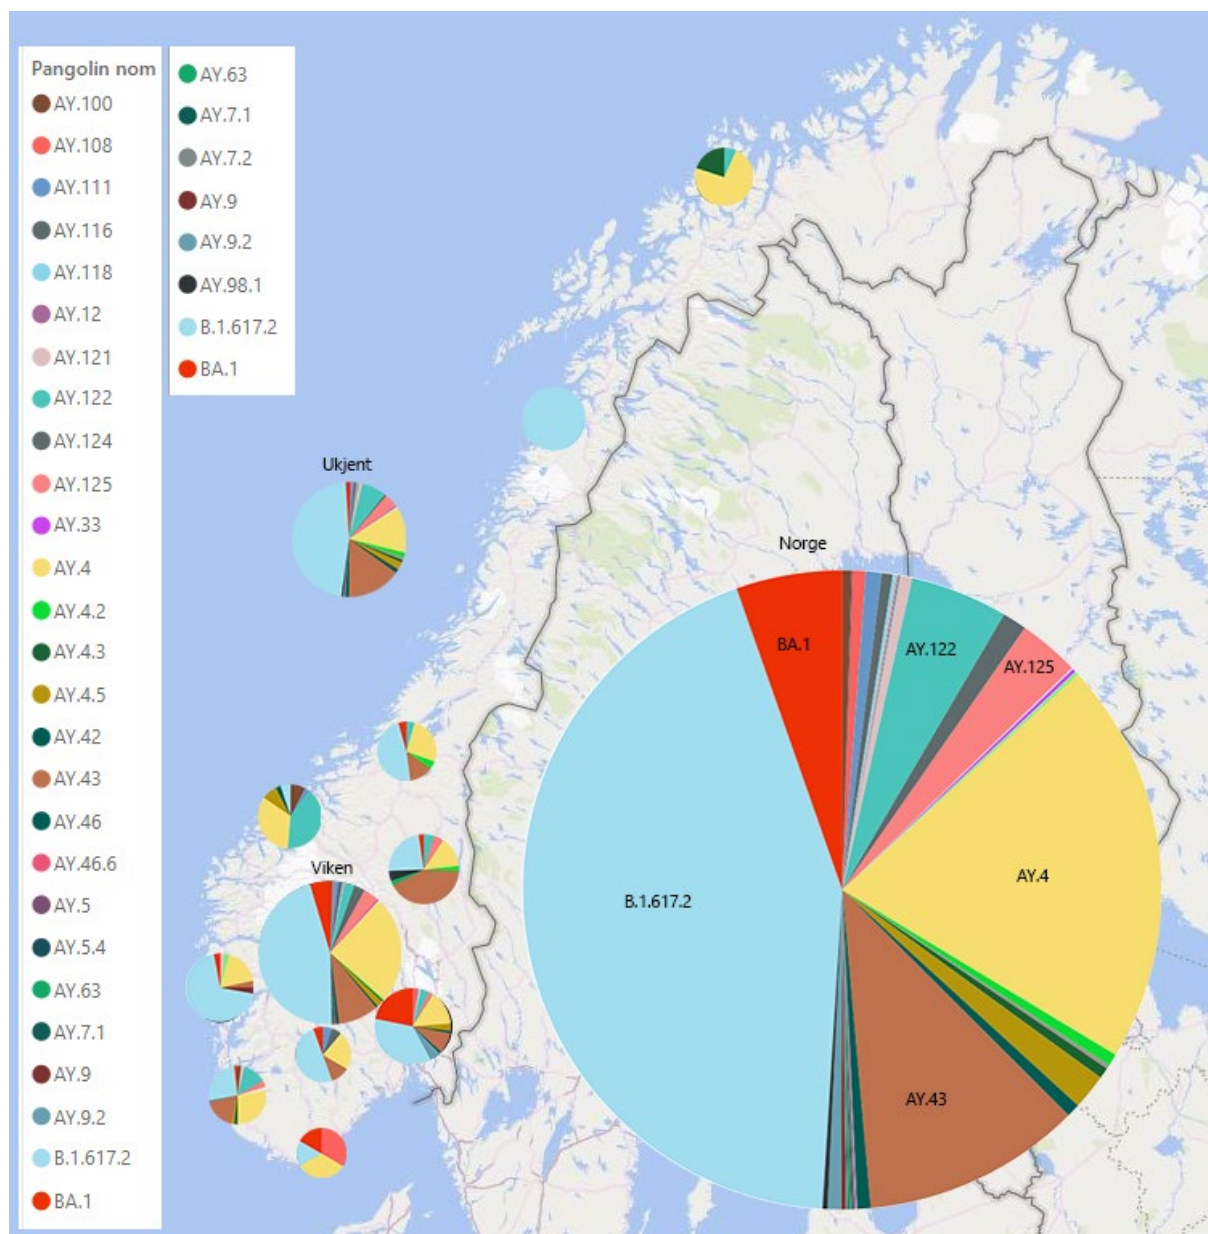 Pangolin nom
AY.100
AY.108
AY.111
AY.116
AY.118
AY.12
AY.121
AY.122
AY.124
AY.125
AY.33
AY.4
AY.4.2
AY.4.3
AY.4.5
AY.42
AY.43
AY.46
AY.46.6
AY.5
AY.5.4
AY.63
AY.7.1
AY.9
AY.9.2
B.1.617.2
BA.1
AY.63
AY.7.1
AY.7.2
AY.9
AY.9.2
AY.98.1
B.1.617.2
BA.1
Ukjent
Viken
Norge
BA.1
AY.122
AY.125
AY.4
B.1.617.2
AY.43